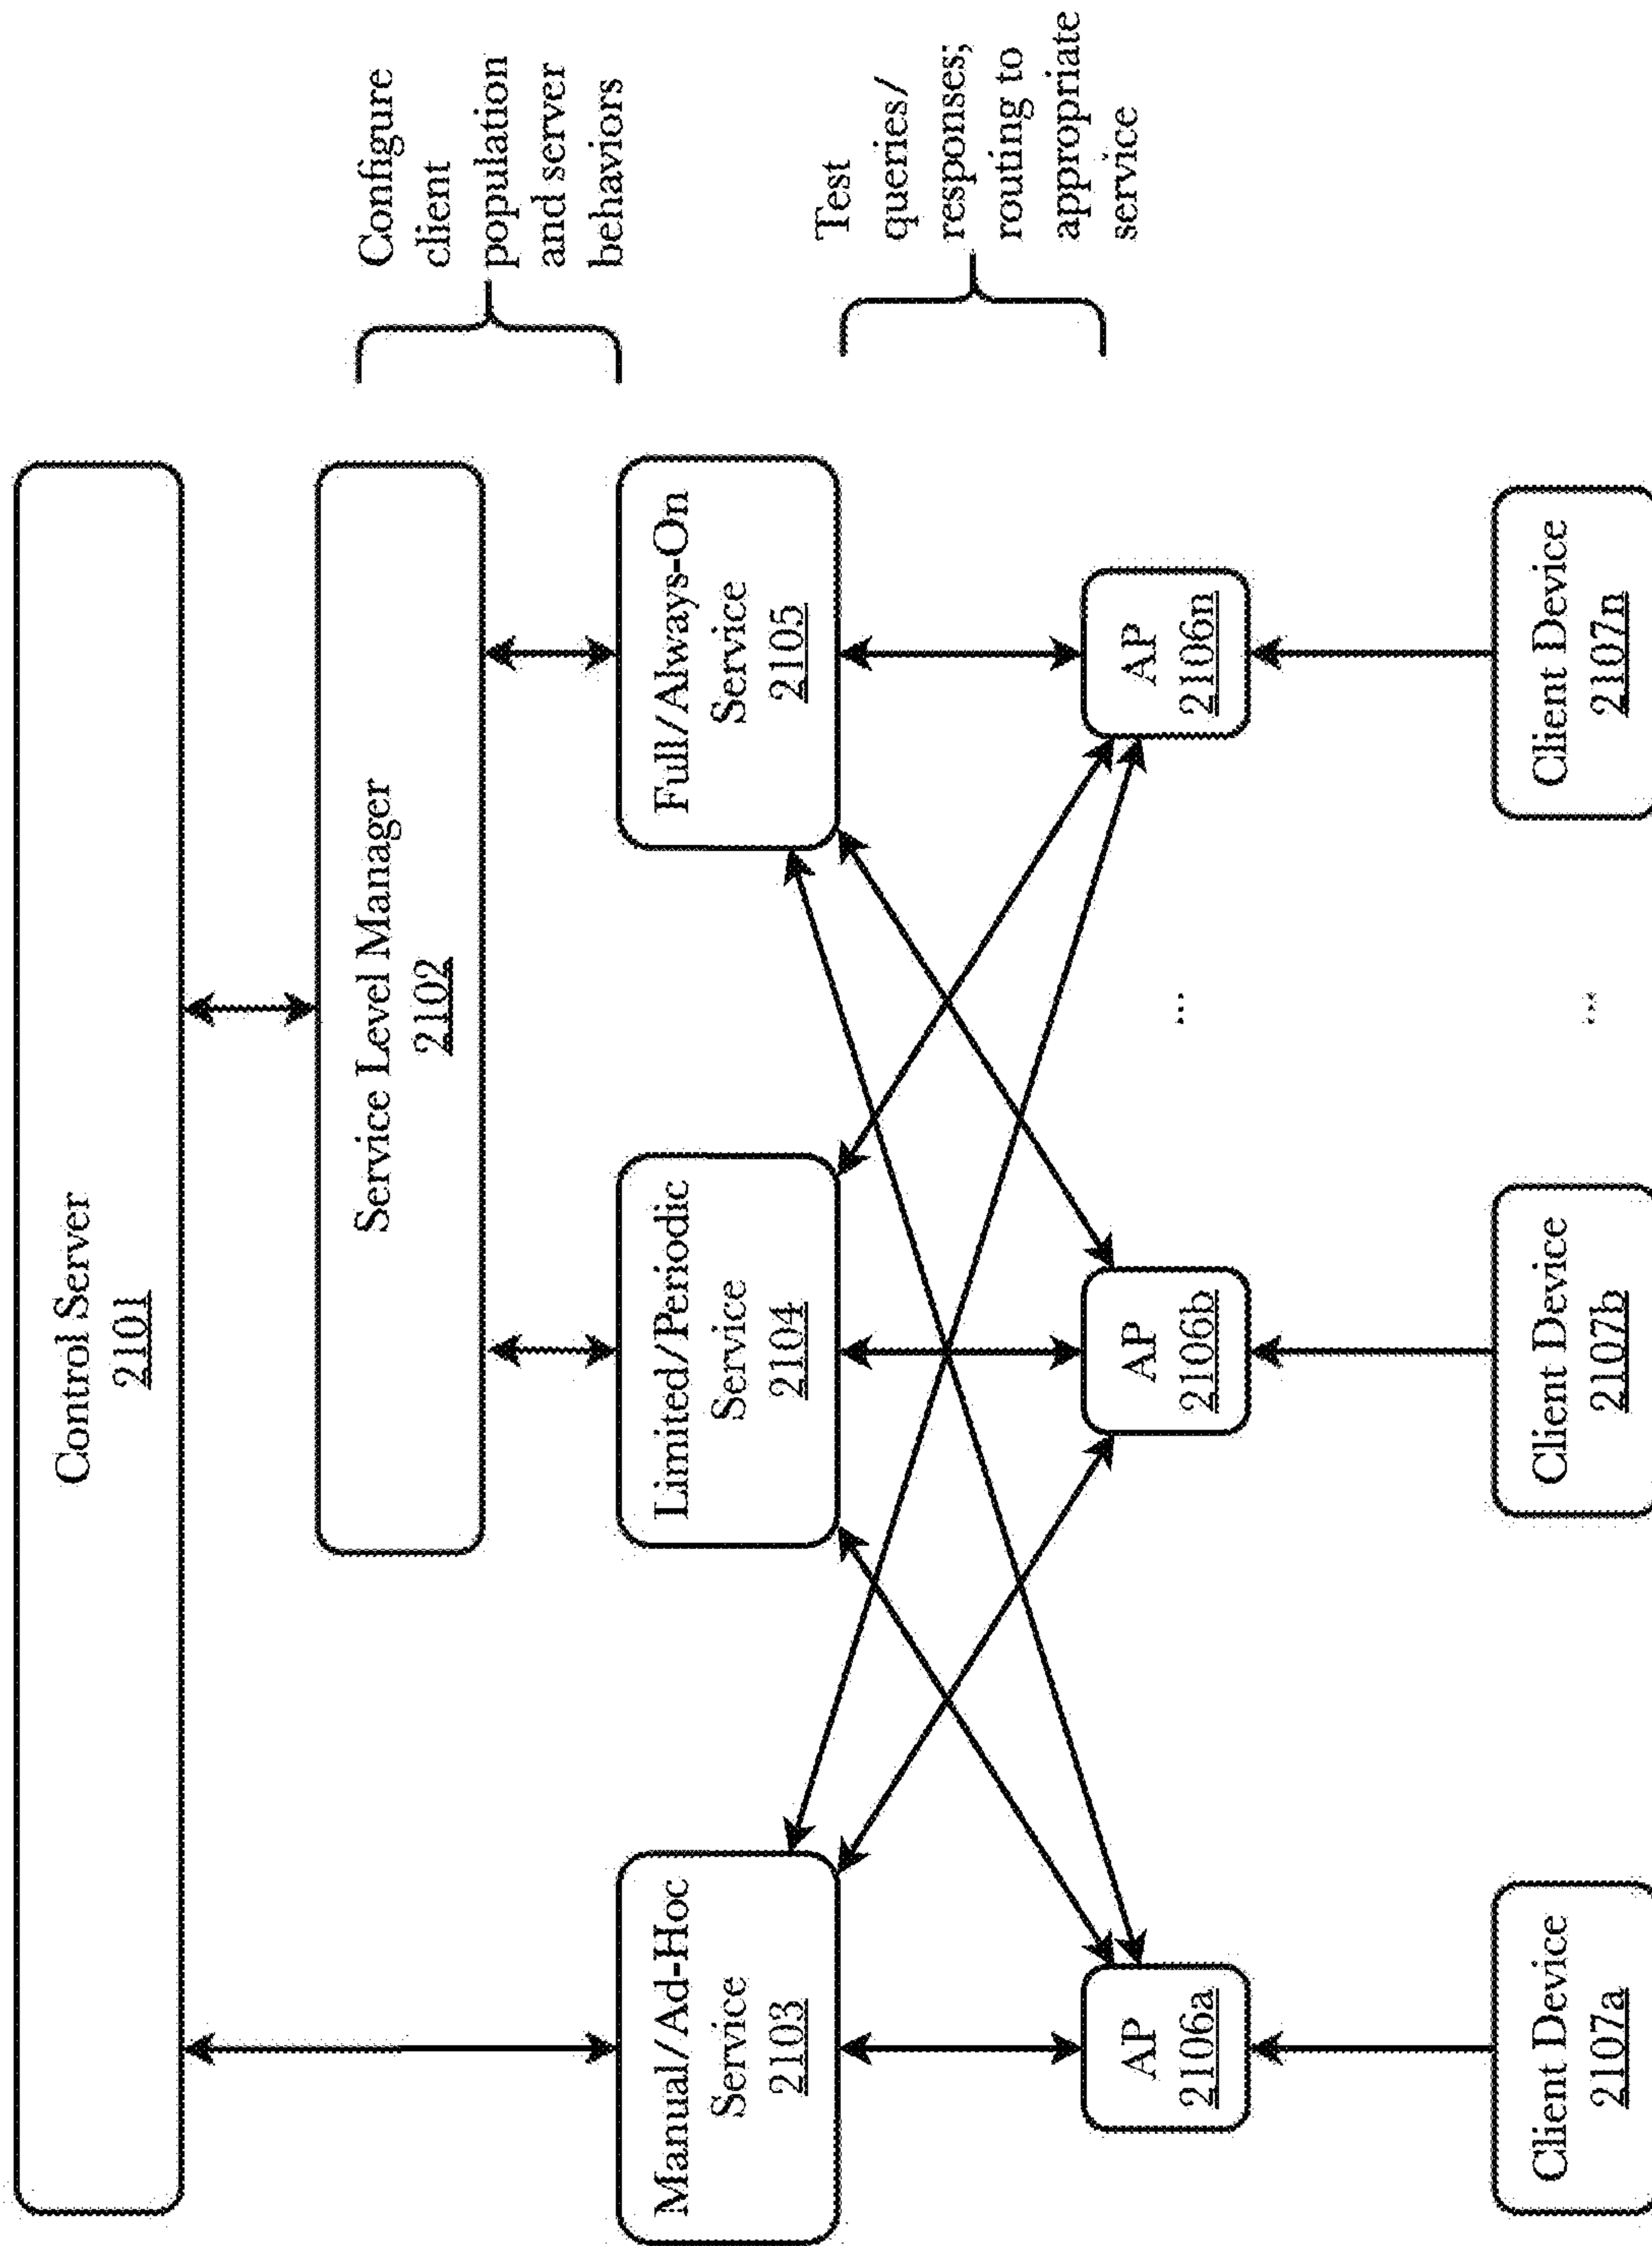 Control Server
2101
Service Level Manager
2102
Configure
client
population
and server
behaviors
Manual/Ad-Hoc
Service
2103
Limited/Periodic
Service
2104
Full/Always-On
Service
2105
Test
queries/
responses;
routing to
appropriate
service
AP
2106a
AP
2106b
...
AP
2106n
Client Device
2107a
Client Device
2107b
...
Client Device
2107n